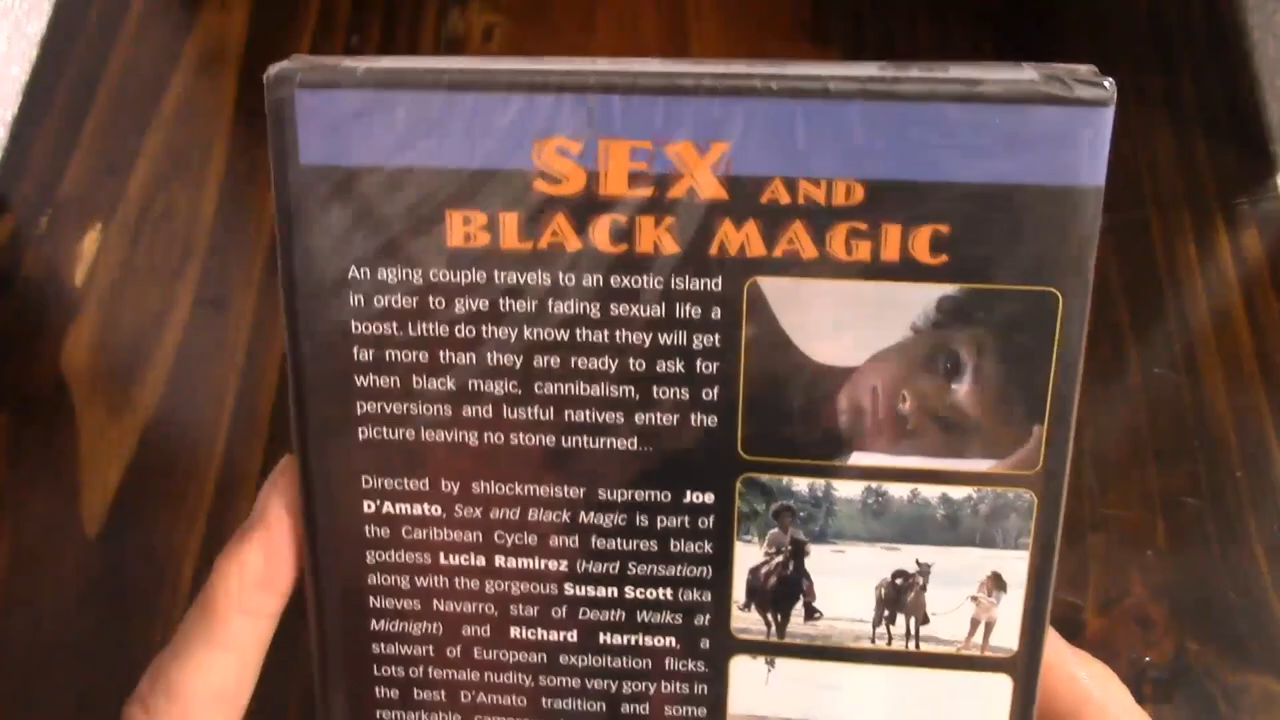 SEX AND
BLACK MAGIC
An aging couple travels to an exotic island
in order to give their fading sexual life a
boost. Little do they know that they will get
far more than they are ready to ask for
when black magic, cannibalism, tons of
perversions and lustful natives enter the
picture leaving no stone unturned...
Directed by shlockmeister supremo Joe
D'Amato, Sex and Black Magic is part of
the Caribbean Cycle and features black
goddess Lucia Ramirez (Hard Sensation)
along with the gorgeous Susan Scott (aka
Nieves Navarro, star of Death Walks at
Midnight) and Richard Harrison, a
stalwart of European exploitation flicks.
Lots of female nudity, some very gory bits in
the best D'Amato tradition and some
remarkable